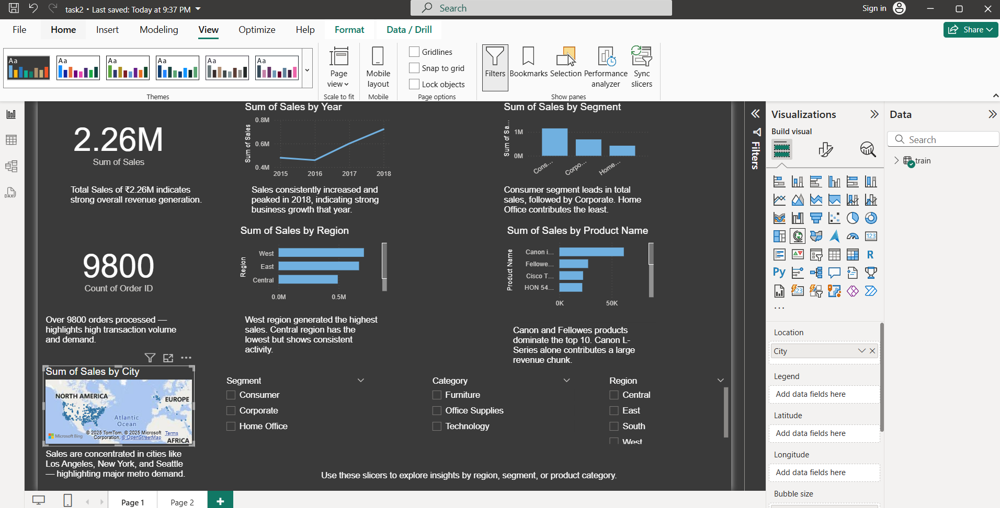 task2 • Last saved: Today at 9:37 PM
Search
Sign in
File
Home
Insert
Modeling
View
Optimize
Help
Format
Data / Drill
Share
Aa
Aa
Aa
Aa
Aa
Aa
Themes
Page
view
Scale to fit
Mobile
layout
Mobile
Gridlines
Snap to grid
Lock objects
Page options
Filters
Bookmarks
Selection
Performance
analyzer
Sync
slicers
Show panes
2.26M
Sum of Sales
Total Sales of ₹2.26M indicates
strong overall revenue generation.
Sum of Sales by Year
Sum of Sales
0.8M
0.6M
0.4M
2015
2016
2017
2018
Sales consistently increased and
peaked in 2018, indicating strong
business growth that year.
Sum of Sales by Segment
Sum of Sa...
1M
0M
Cons...
Corpo...
Home...
Consumer segment leads in total
sales, followed by Corporate. Home
Office contributes the least.
9800
Count of Order ID
Over 9800 orders processed —
highlights high transaction volume
and demand.
Sum of Sales by Region
Region
West
East
Central
0.0M
0.5M
West region generated the highest
sales. Central region has the
lowest but shows consistent
activity.
Sum of Sales by Product Name
Product Name
Canon i...
Fellowe...
Cisco T...
HON 54...
0K
50K
Canon and Fellowes products
dominate the top 10. Canon L-
Series alone contributes a large
revenue chunk.
Sum of Sales by City
NORTH AMERICA
EUROPE
Atlantic
Ocean
AFRICA
Microsoft Bing
© 2025 TomTom, © 2025 Microsoft
Corporation, © OpenStreetMap
Terms
Sales are concentrated in cities like
Los Angeles, New York, and Seattle
— highlighting major metro demand.
Segment
Consumer
Corporate
Home Office
Category
Furniture
Office Supplies
Technology
Region
Central
East
South
West
Use these slicers to explore insights by region, segment, or product category.
Filters
Visualizations
Build visual
123
R
Py
123
...
Location
City
Legend
Add data fields here
Latitude
Add data fields here
Longitude
Add data fields here
Bubble size
Data
Search
train
DAX
Page 1
Page 2